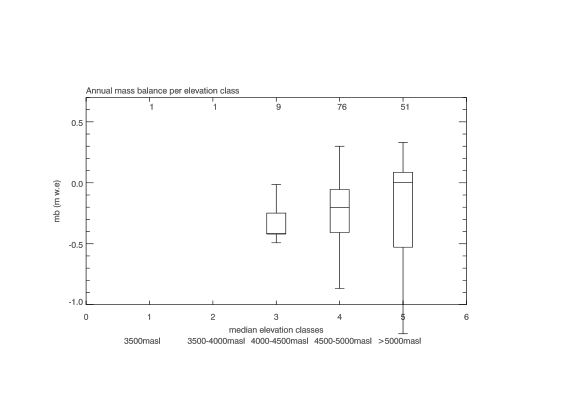 Annual mass balance per elevation class
1 1 9 76 51
0.5
0.0
-0.5
-1.0
mb (m w.e)
0 1 2 3 4 5 6
median elevation classes
3500masl 3500-4000masl 4000-4500masl 4500-5000masl >5000masl